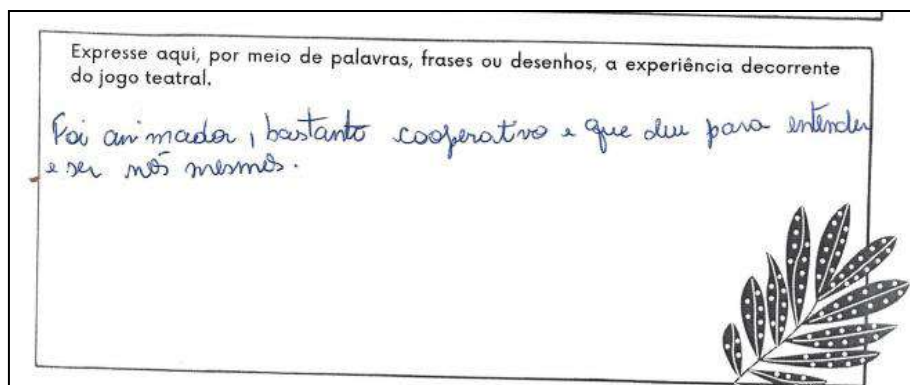 Expresse aqui, por meio de palavras, frases ou desenhos, a experiência decorrente
do jogo teatral.
Foi animador, bastante cooperativo e que deu para entender
e ser nós mesmos.